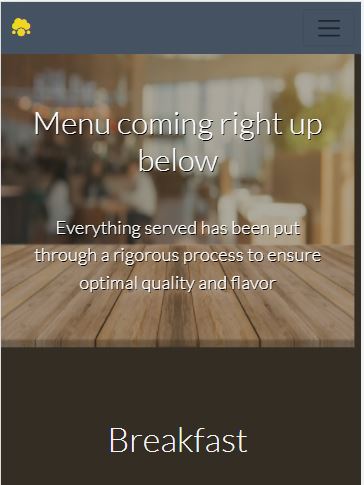 Menu coming right up
below
Everything served has been put
through a rigorous process to ensure
optimal quality and flavor
Breakfast